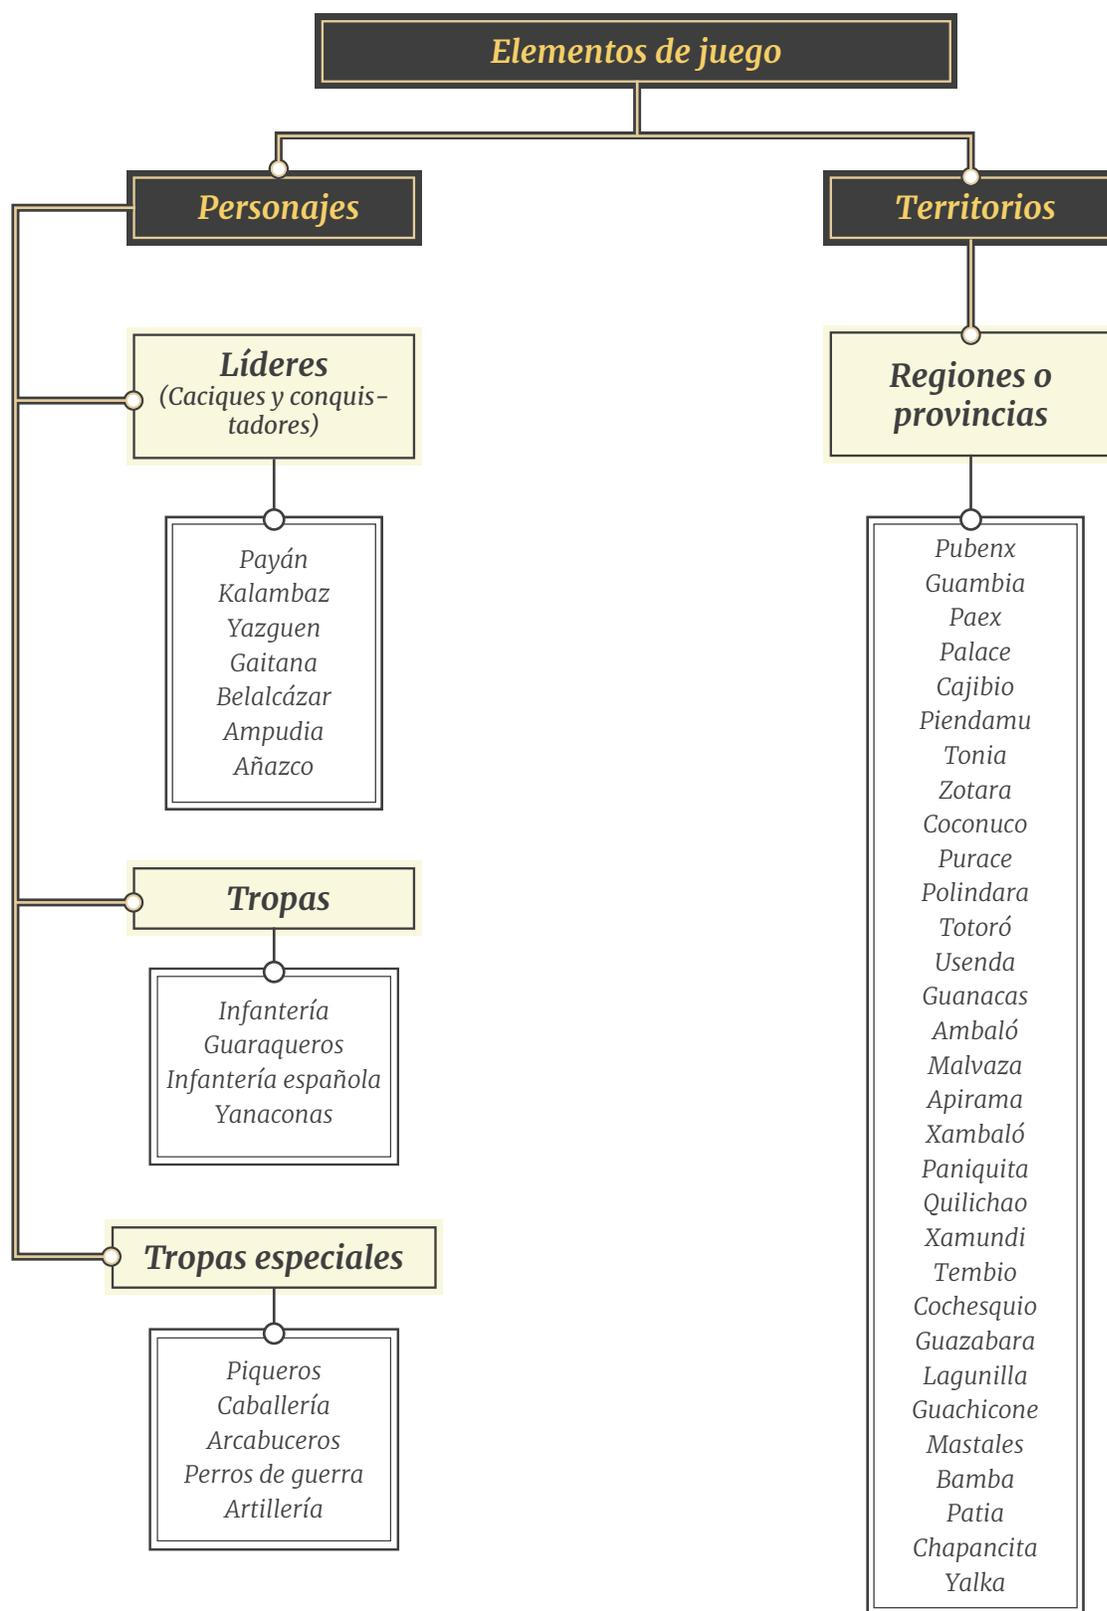 Elementos de juego
Personajes
Líderes
(Caciques y conquis-
tadores)
Payán
Kalambaz
Yazguen
Gaitana
Belalcázar
Ampudia
Añazco
Tropas
Infantería
Guaraqueros
Infantería española
Yanaconas
Tropas especiales
Piqueros
Caballería
Arcabuceros
Perros de guerra
Artillería
Territorios
Regiones o
provincias
Pubenx
Guambia
Paex
Palace
Cajibio
Piendamu
Tonia
Zotara
Coconuco
Purace
Polindara
Totoró
Usenda
Guanacas
Ambaló
Malvaza
Apirama
Xambaló
Paniquita
Quilichao
Xamundi
Tembio
Cochesquio
Guazabara
Lagunilla
Guachicone
Mastales
Bamba
Patia
Chapancita
Yalka